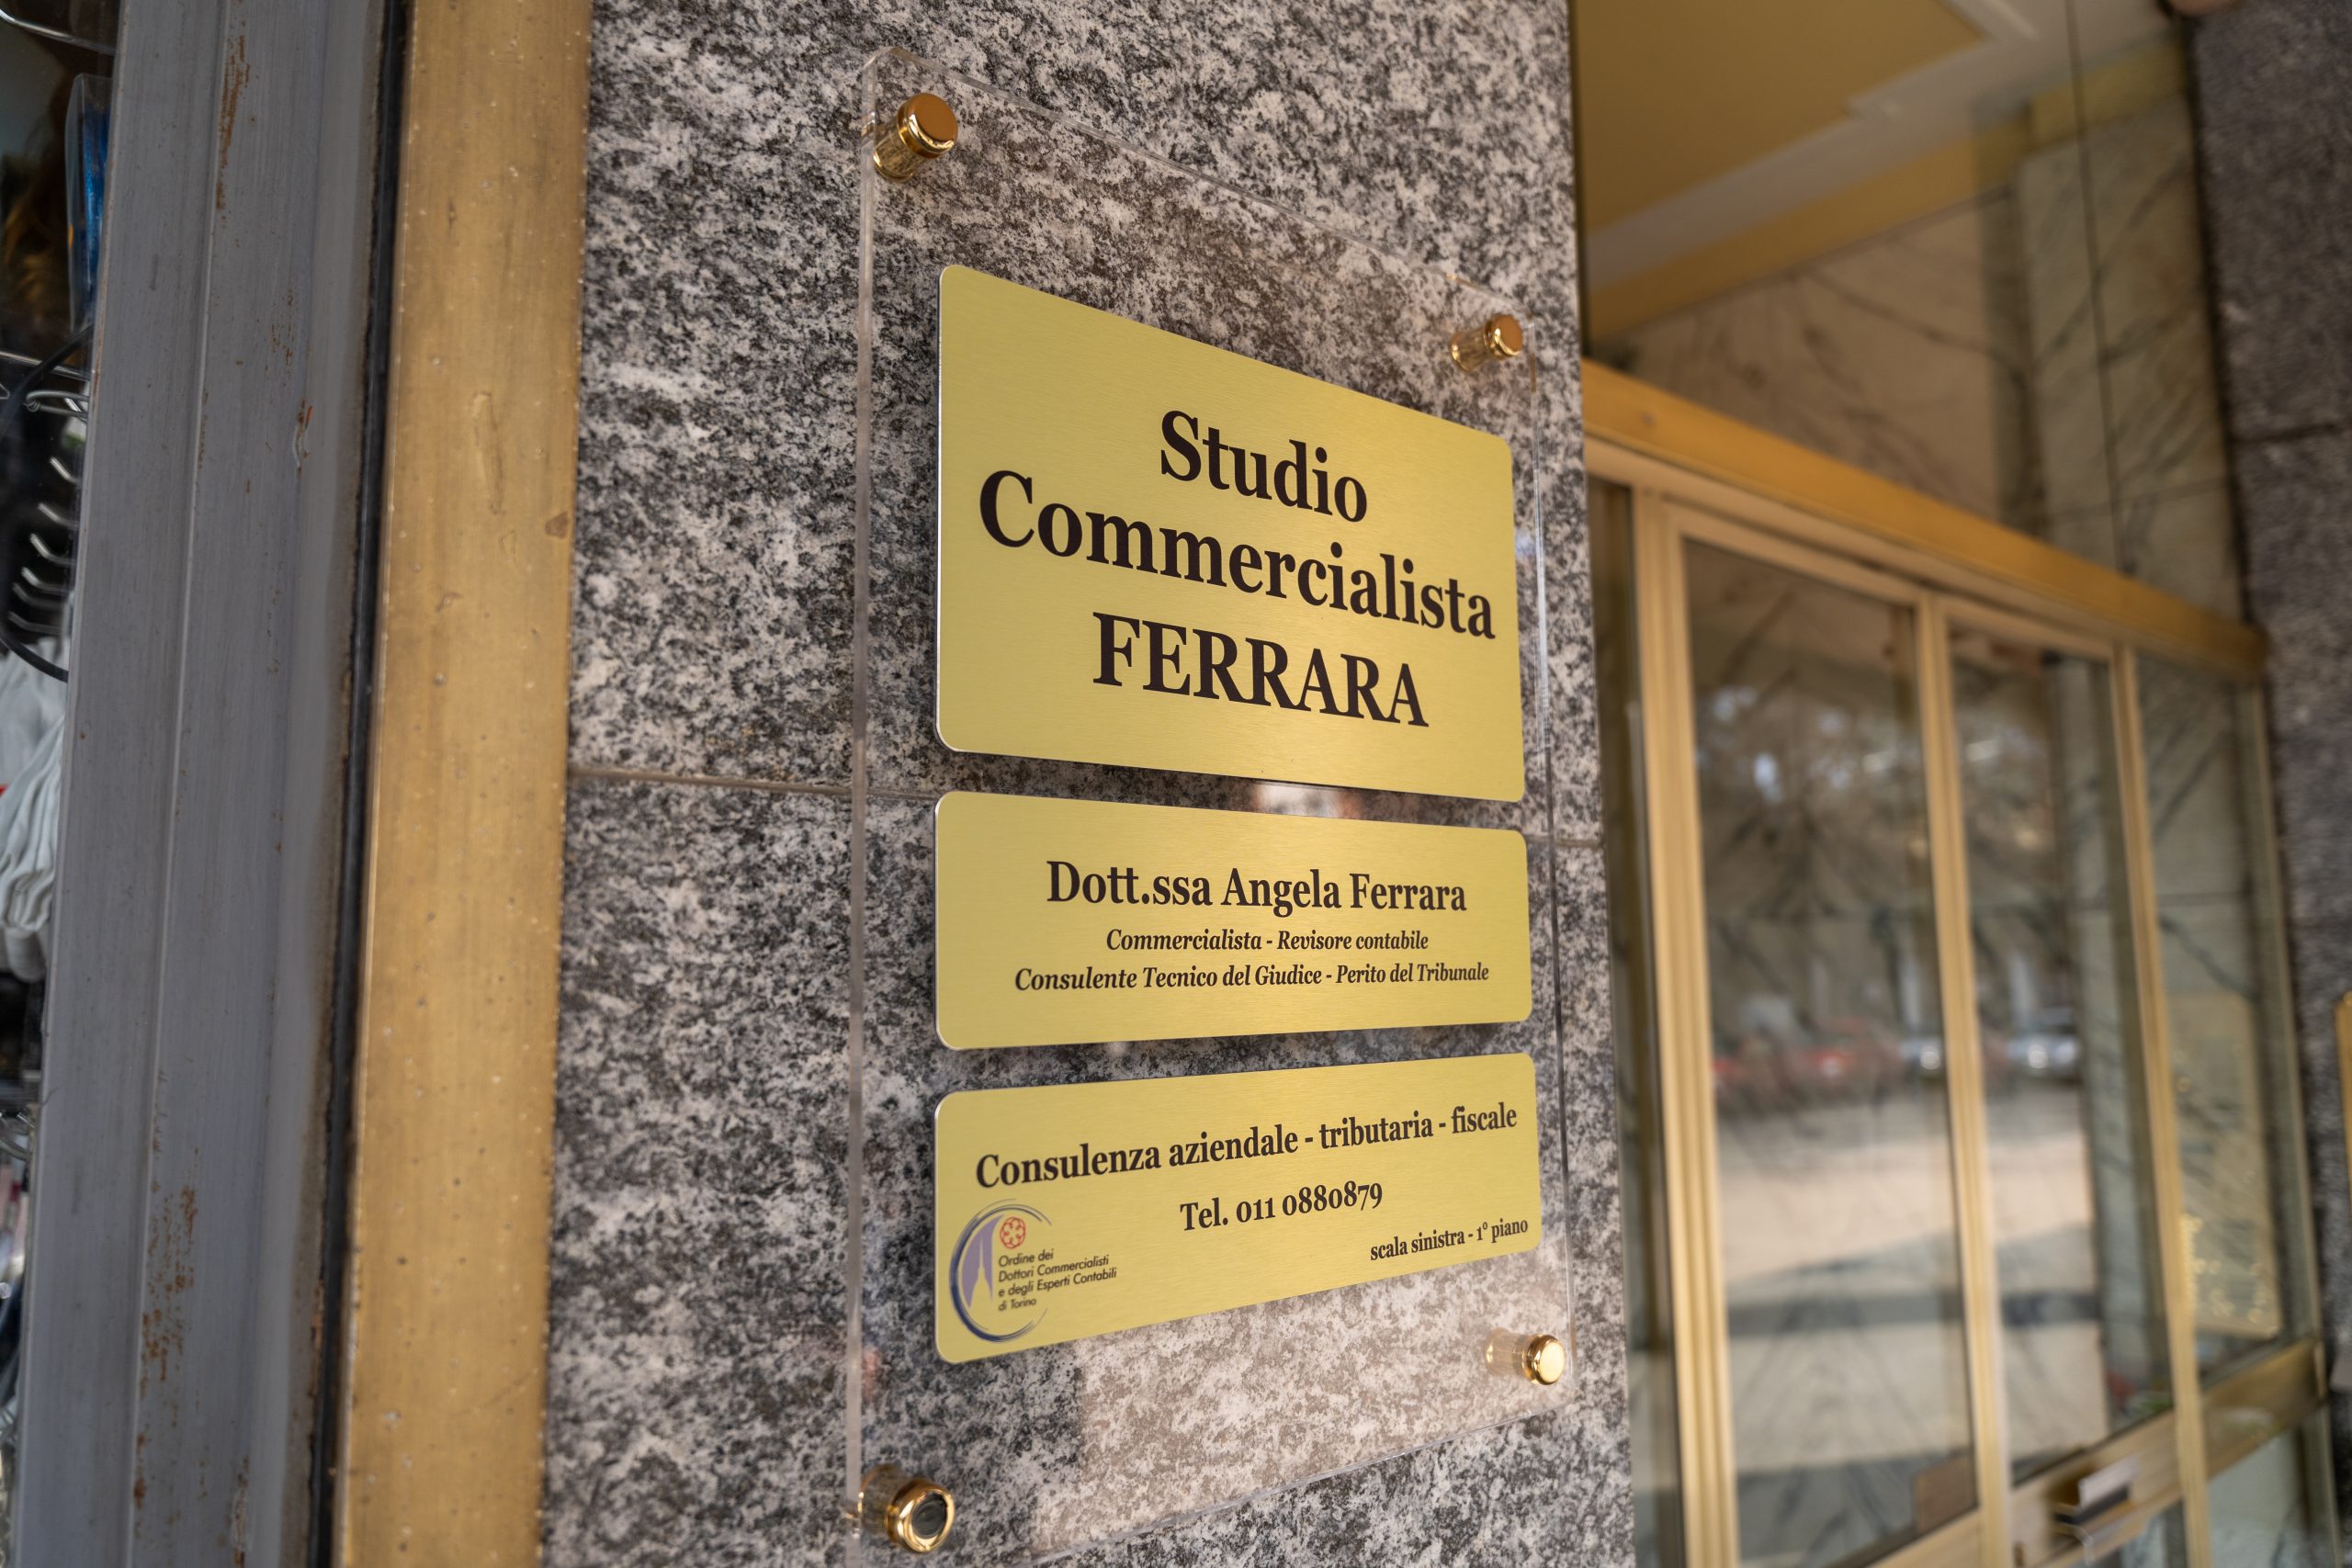 Studio
Commercialista
FERRARA
Dott.ssa Angela Ferrara
Commercialista - Revisore contabile
Consulente Tecnico del Giudice - Perito del Tribunale
Consulenza aziendale - tributaria - fiscale
Tel. 011 0880879
scala sinistra - 1° piano
Ordine dei
Dottori Commercialisti
e degli Esperti Contabili
di Torino